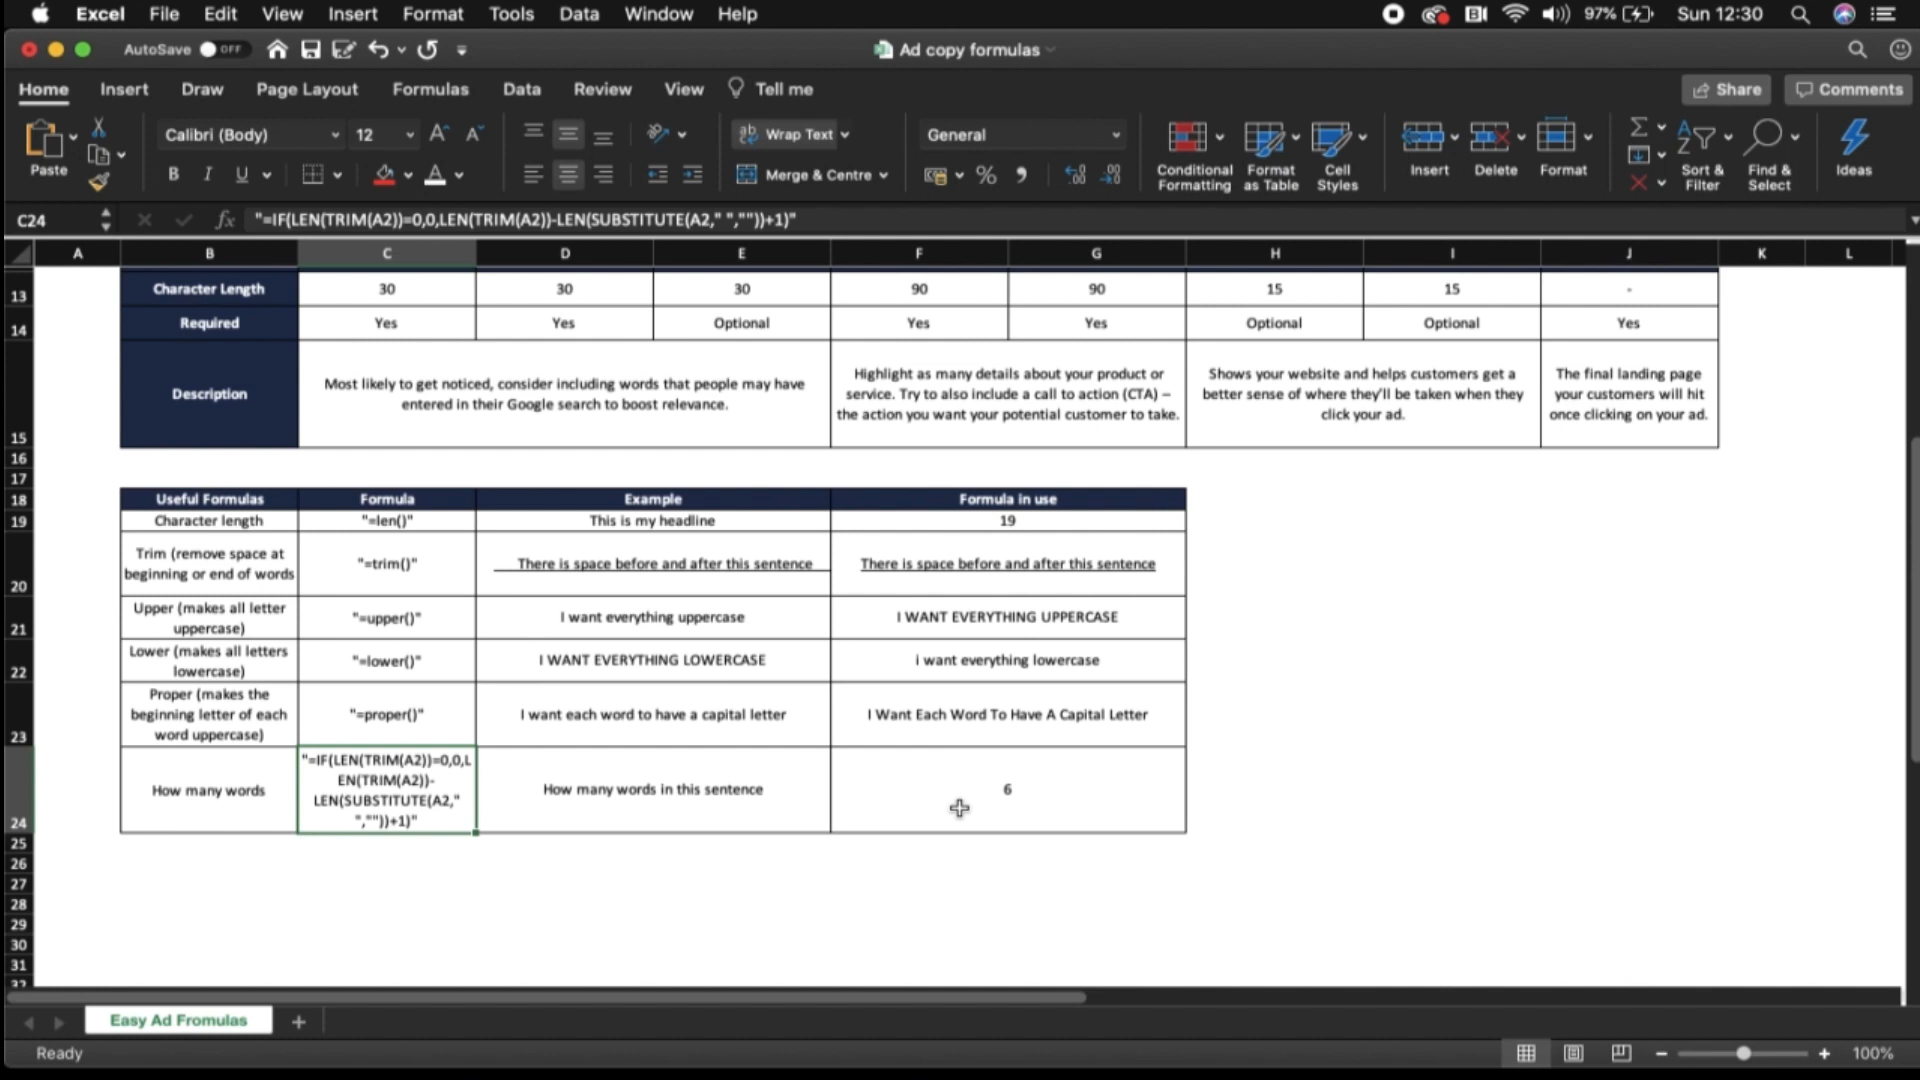 Excel File Edit View Insert Format Tools Data Window Help 97% Sun 12:30
AutoSave OFF Ad copy formulas
Home Insert Draw Page Layout Formulas Data Review View Tell me Share Comments
Paste Calibri (Body) 12 A A ab Wrap Text General
B I U A Merge & Centre % Conditional Formatting Format as Table Cell Styles Insert Delete Format Sort & Filter Find & Select Ideas
C24 fx "=IF(LEN(TRIM(A2))=0,0,LEN(TRIM(A2))-LEN(SUBSTITUTE(A2," ",""))+1)"
A B C D E F G H I J K L
13 Character Length 30 30 30 90 90 15 15 -
14 Required Yes Yes Optional Yes Yes Optional Optional Yes
15 Description
Most likely to get noticed, consider including words that people may have
entered in their Google search to boost relevance.
Highlight as many details about your product or
service. Try to also include a call to action (CTA) –
the action you want your potential customer to take.
Shows your website and helps customers get a
better sense of where they'll be taken when they
click your ad.
The final landing page
your customers will hit
once clicking on your ad.
16
17
18 Useful Formulas Formula Example Formula in use
19 Character length "=len()" This is my headline 19
20 Trim (remove space at
beginning or end of words
"=trim()" There is space before and after this sentence There is space before and after this sentence
21 Upper (makes all letter
uppercase)
"=upper()" I want everything uppercase I WANT EVERYTHING UPPERCASE
22 Lower (makes all letters
lowercase)
"=lower()" I WANT EVERYTHING LOWERCASE i want everything lowercase
23 Proper (makes the
beginning letter of each
word uppercase)
"=proper()" I want each word to have a capital letter I Want Each Word To Have A Capital Letter
24 How many words
"=IF(LEN(TRIM(A2))=0,0,L
EN(TRIM(A2))-
LEN(SUBSTITUTE(A2,"
",""))+1)"
How many words in this sentence 6
25
26
27
28
29
30
31
32
Easy Ad Fromulas +
Ready 100%